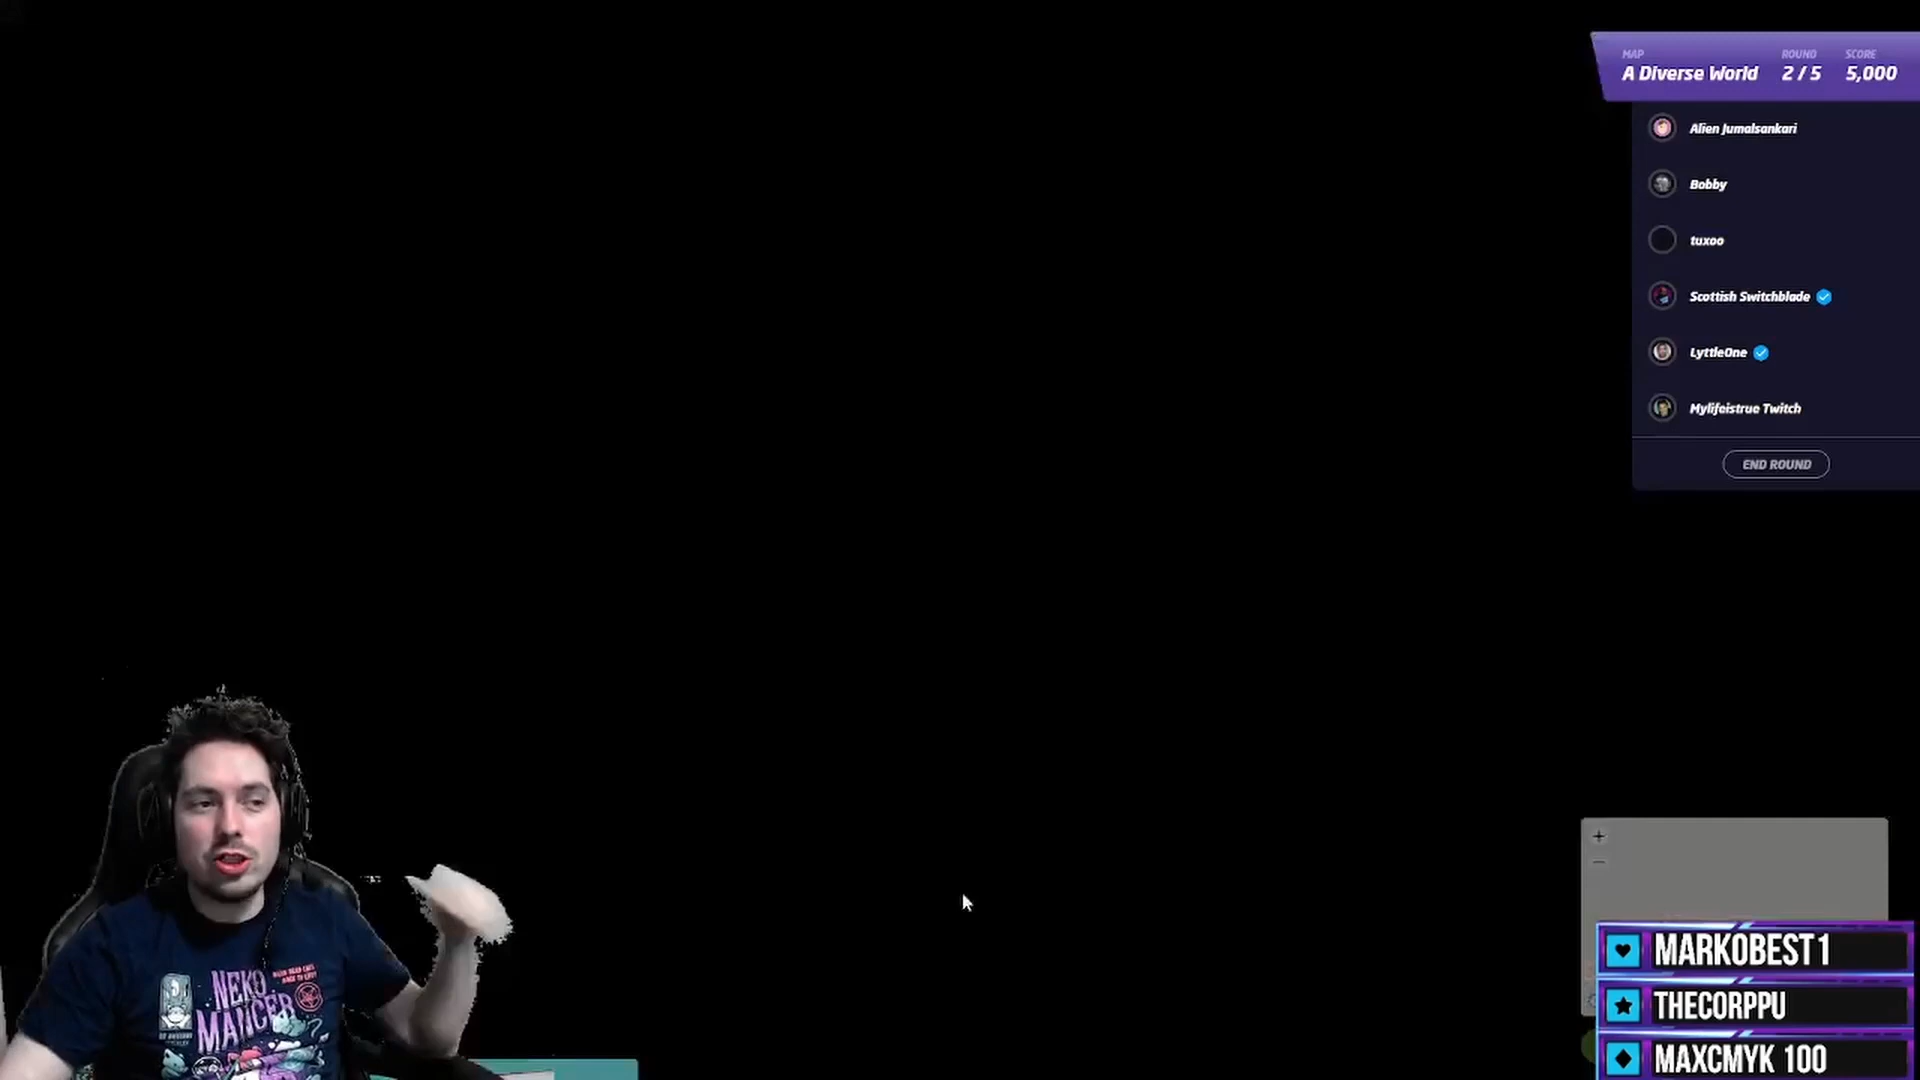 MAP ROUND SCORE
A Diverse World 2 / 5 5,000
Alien Jumalsankari
Bobby
tuxoo
Scottish Switchblade
LyttleOne
Mylifeistrue Twitch
END ROUND
+
−
MARKOBEST1
THECORPPU
MAXCMYK 100
NEKO
MANCER